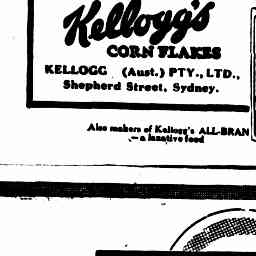 Kellogg's
CORN FLAKES
KELLOGG (Aust.) PTY., LTD.,
Shepherd Street, Sydney.
Also makers of Kellogg's ALL-BRAN
—a laxative food